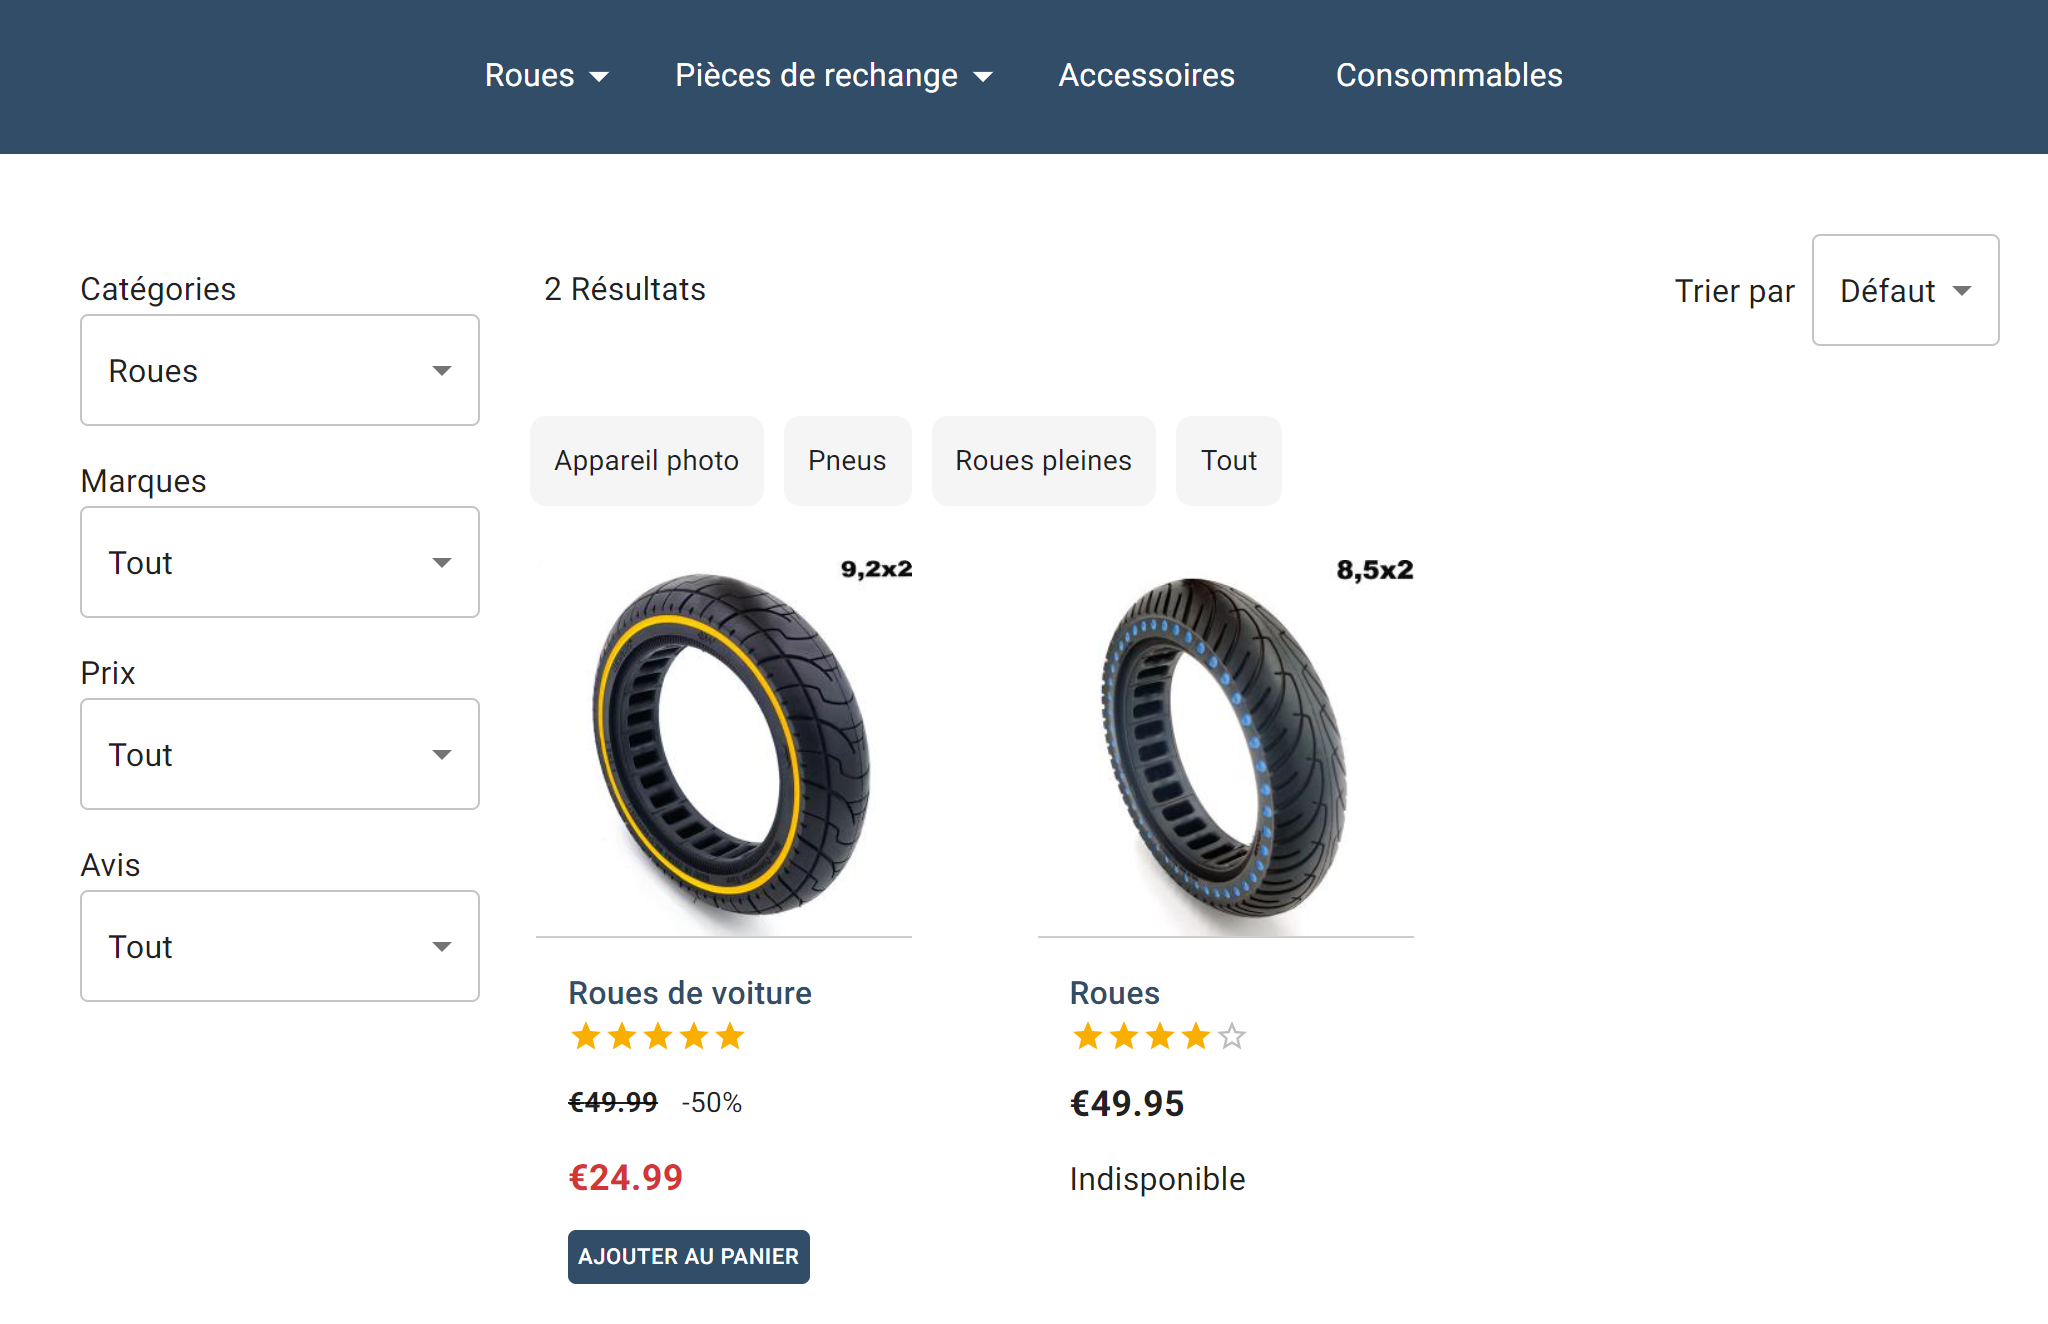 Roues
Pièces de rechange
Accessoires
Consommables
Catégories
Roues
Marques
Tout
Prix
Tout
Avis
Tout
2 Résultats
Trier par
Défaut
Appareil photo
Pneus
Roues pleines
Tout
9,2x2
Roues de voiture
€49.99 -50%
€24.99
AJOUTER AU PANIER
8,5x2
Roues
€49.95
Indisponible